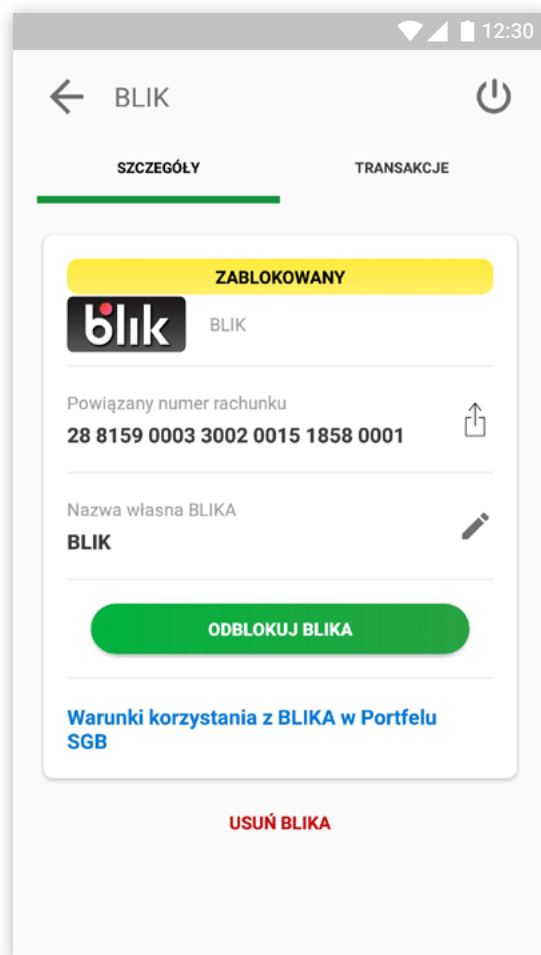 12:30
BLIK
SZCZEGÓŁY TRANSAKCJE
ZABLOKOWANY
blik BLIK
Powiązany numer rachunku
28 8159 0003 3002 0015 1858 0001
Nazwa własna BLIKA
BLIK
ODBLOKUJ BLIKA
Warunki korzystania z BLIKA w Portfelu
SGB
USUŃ BLIKA